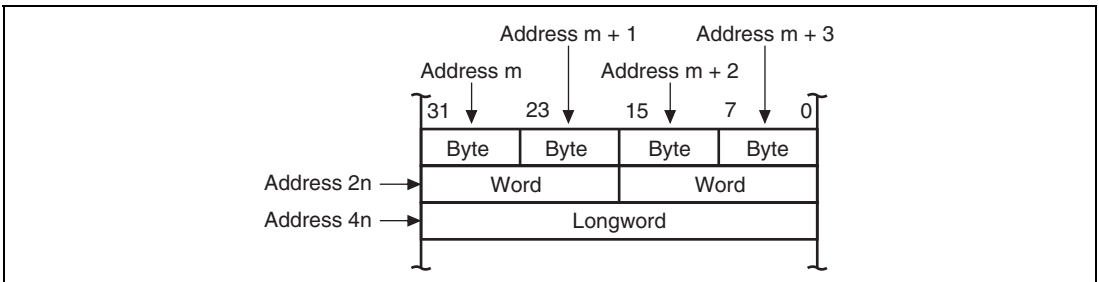 Address m + 1 Address m + 3
Address m Address m + 2
31 23 15 7 0
Byte Byte Byte Byte
Address 2n Word Word
Address 4n Longword